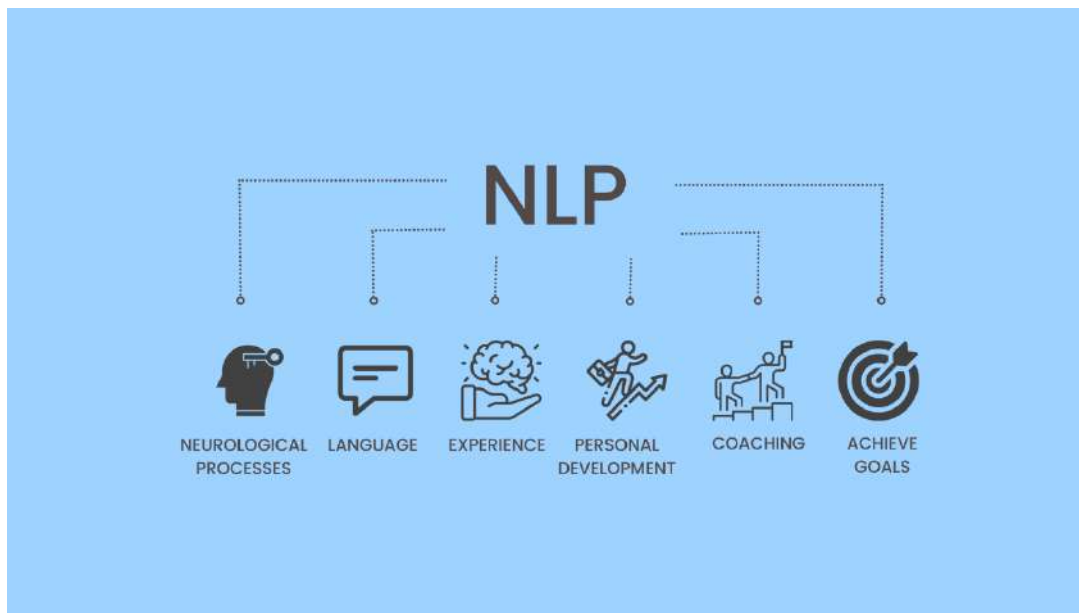 NLP
NEUROLOGICAL
PROCESSES
LANGUAGE
EXPERIENCE
PERSONAL
DEVELOPMENT
COACHING
ACHIEVE
GOALS